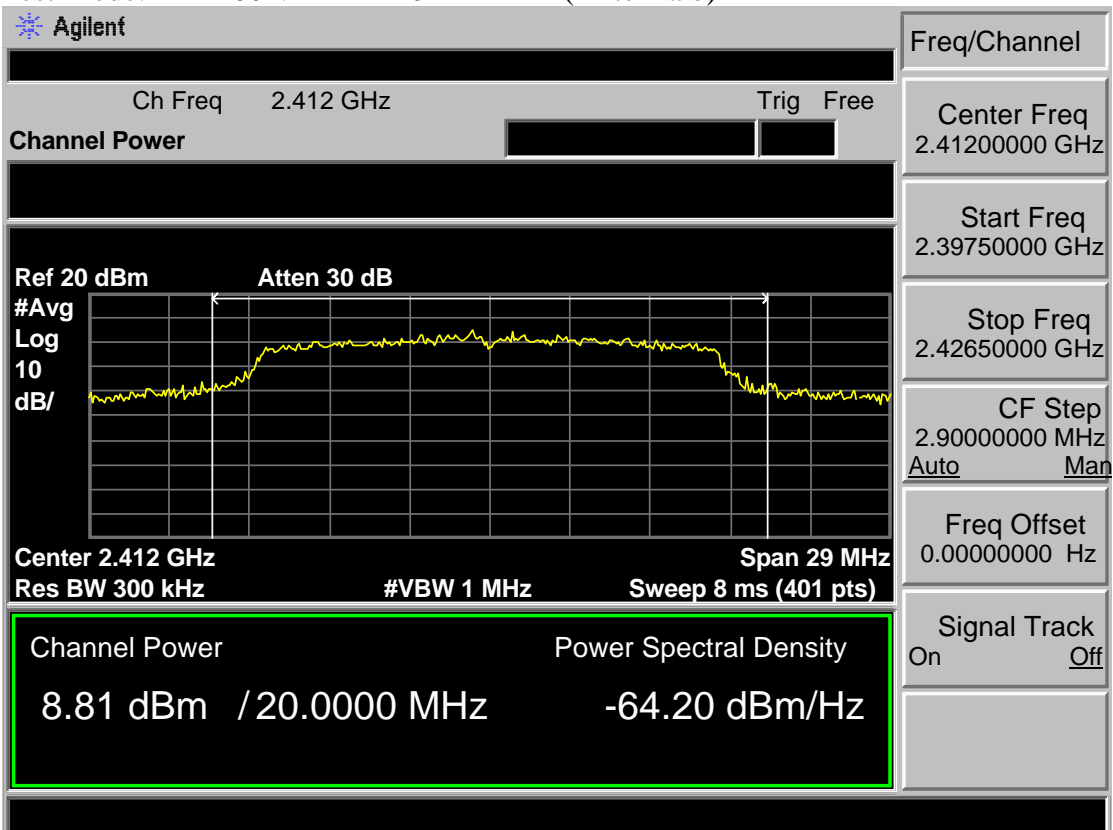 Agilent
Freq/Channel
Ch Freq 2.412 GHz Trig Free
Channel Power
Center Freq
2.41200000 GHz
Start Freq
2.39750000 GHz
Stop Freq
2.42650000 GHz
CF Step
2.90000000 MHz
Auto Man
Freq Offset
0.00000000 Hz
Signal Track
On Off
Ref 20 dBm Atten 30 dB
#Avg
Log
10
dB/
Center 2.412 GHz Span 29 MHz
Res BW 300 kHz #VBW 1 MHz Sweep 8 ms (401 pts)
Channel Power Power Spectral Density
8.81 dBm / 20.0000 MHz -64.20 dBm/Hz